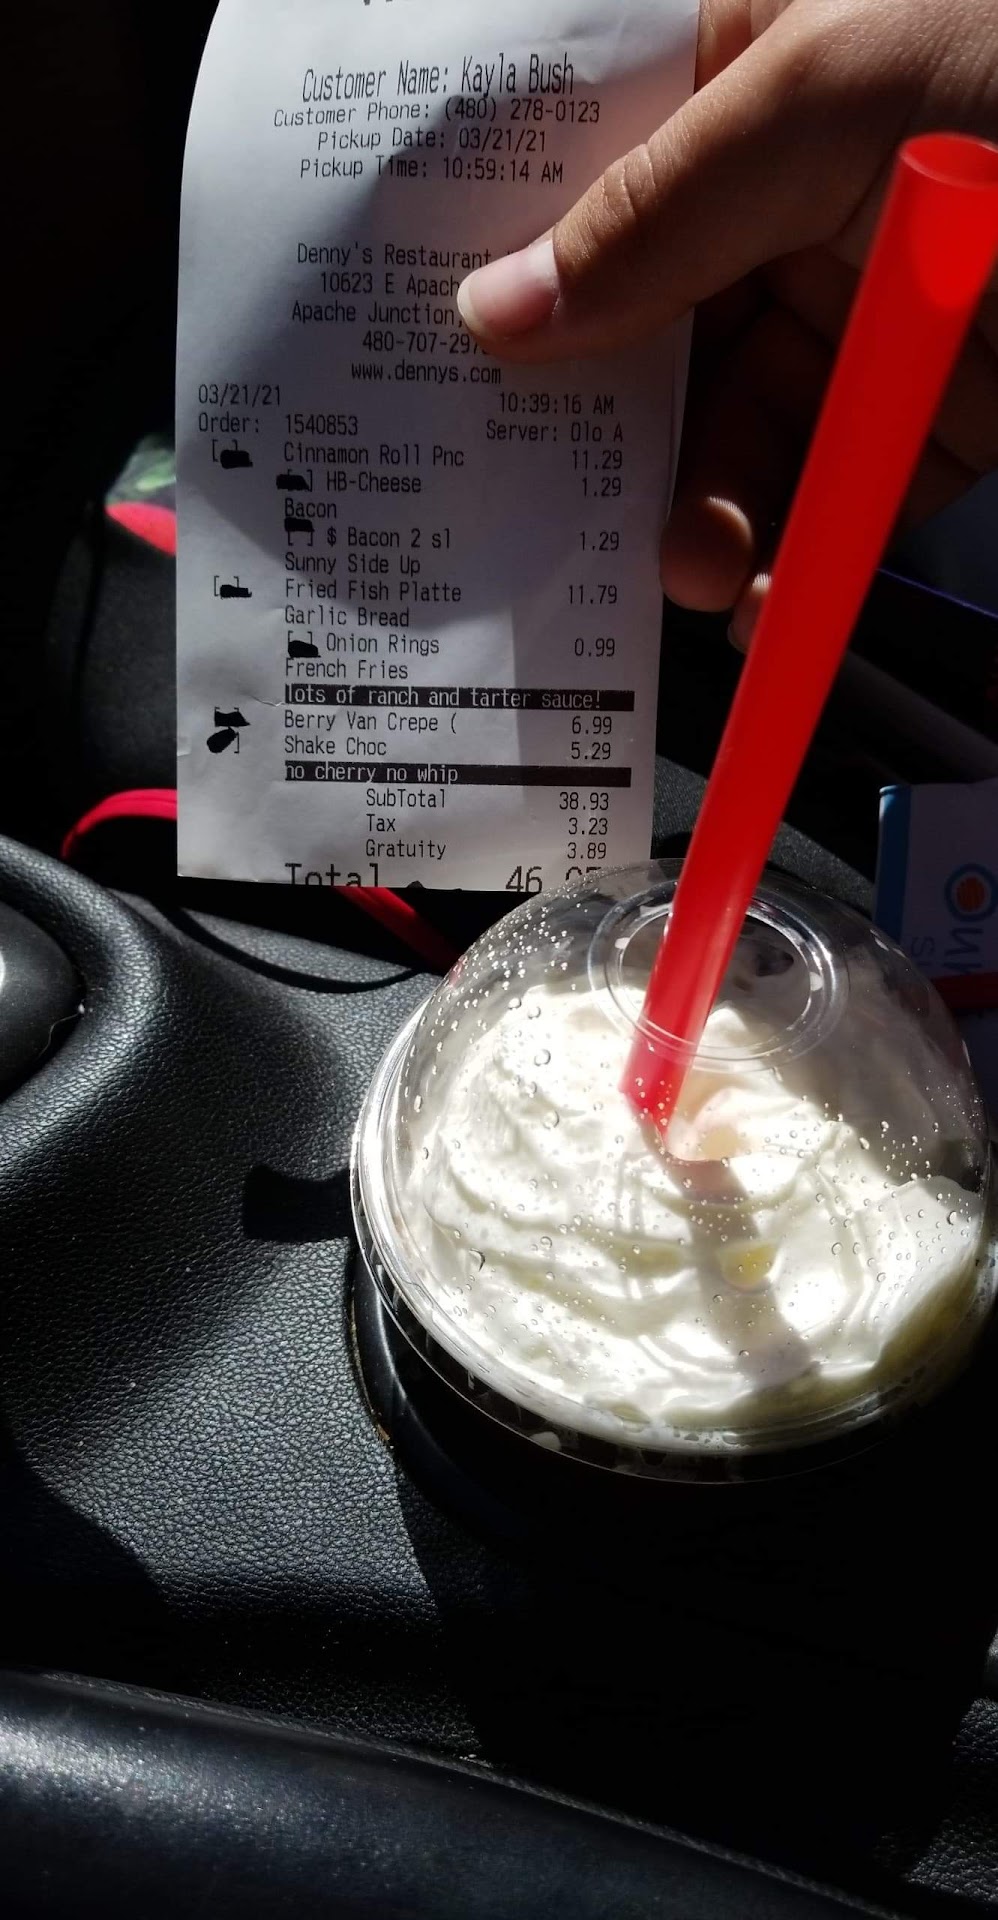 Customer Name: Kayla Bush
Customer Phone: (480) 278-0123
Pickup Date: 03/21/21
Pickup Time: 10:59:14 AM
Denny's Restaurant
10623 E Apach
Apache Junction,
480-707-297
www.dennys.com
03/21/21 10:39:16 AM
Order: 1540853 Server: Olo A
Cinnamon Roll Pnc 11.29
HB-Cheese 1.29
Bacon
$ Bacon 2 sl 1.29
Sunny Side Up
Fried Fish Platte 11.79
Garlic Bread
Onion Rings 0.99
French Fries
lots of ranch and tarter sauce!
Berry Van Crepe ( 6.99
Shake Choc 5.29
no cherry no whip
SubTotal 38.93
Tax 3.23
Gratuity 3.89
Total 46.05